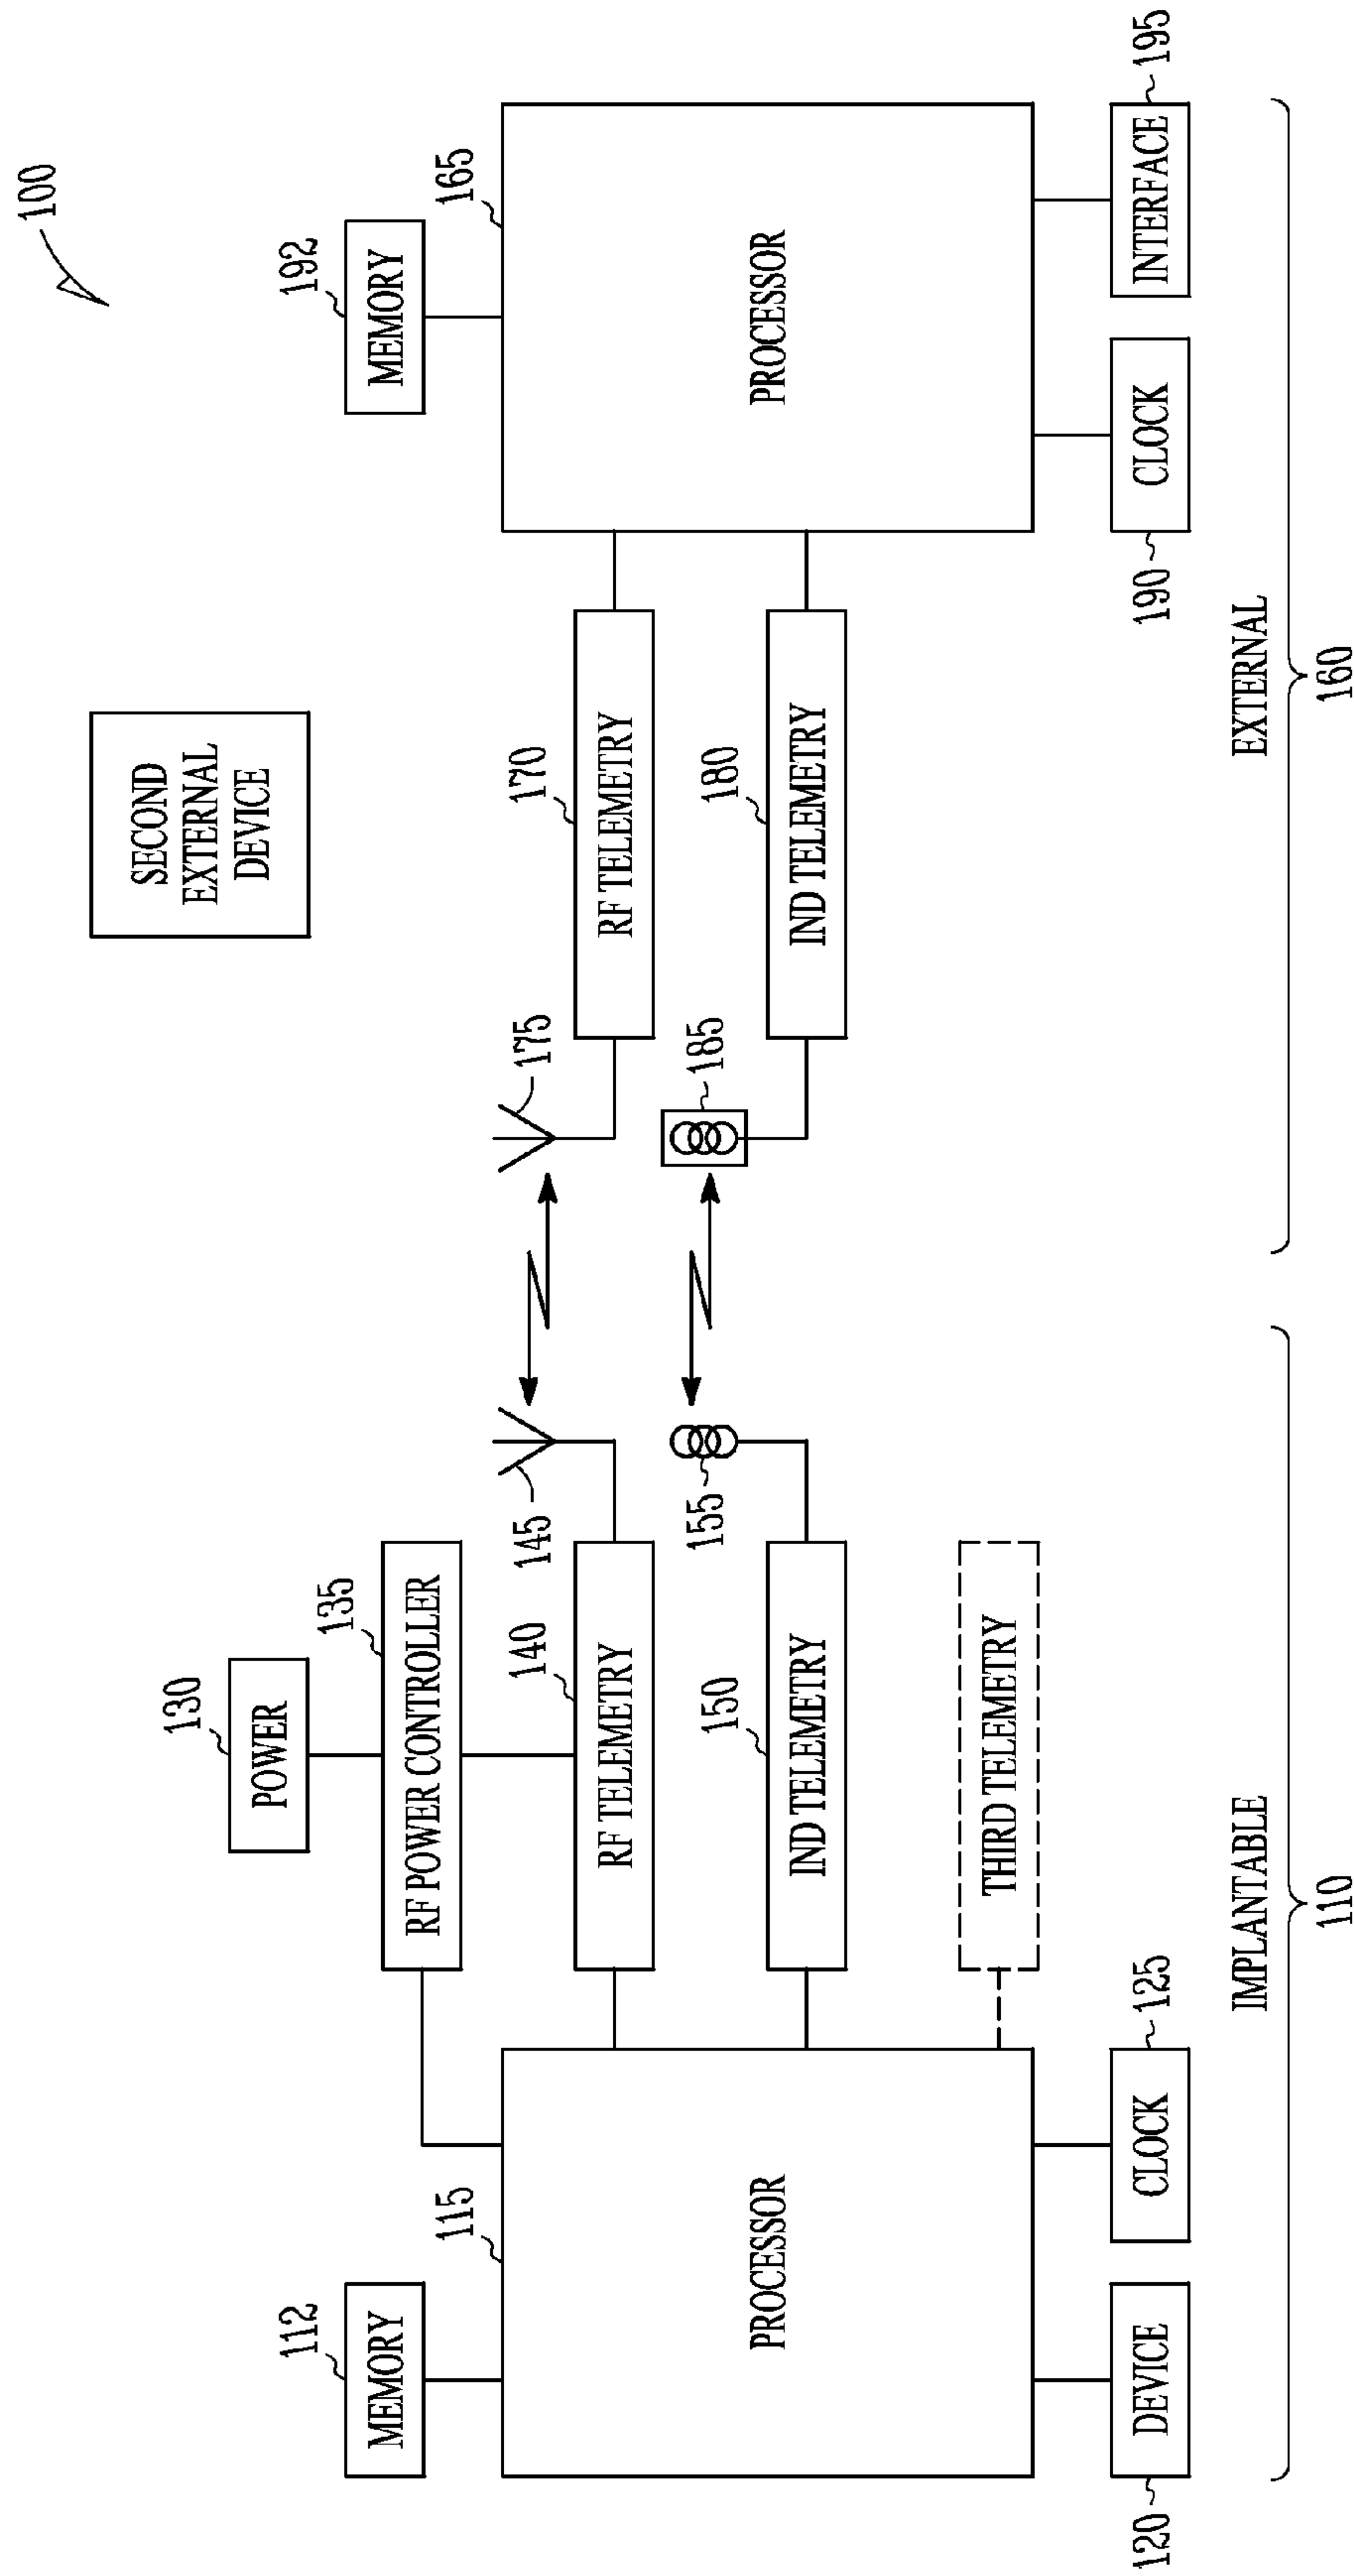 100
SECOND
EXTERNAL
DEVICE
130
POWER
112
MEMORY
135
RF POWER CONTROLLER
192
MEMORY
115
PROCESSOR
140
RF TELEMETRY
145
175
170
RF TELEMETRY
165
PROCESSOR
150
IND TELEMETRY
155
185
180
IND TELEMETRY
THIRD TELEMETRY
120
DEVICE
CLOCK
125
190
CLOCK
INTERFACE
195
IMPLANTABLE
110
EXTERNAL
160